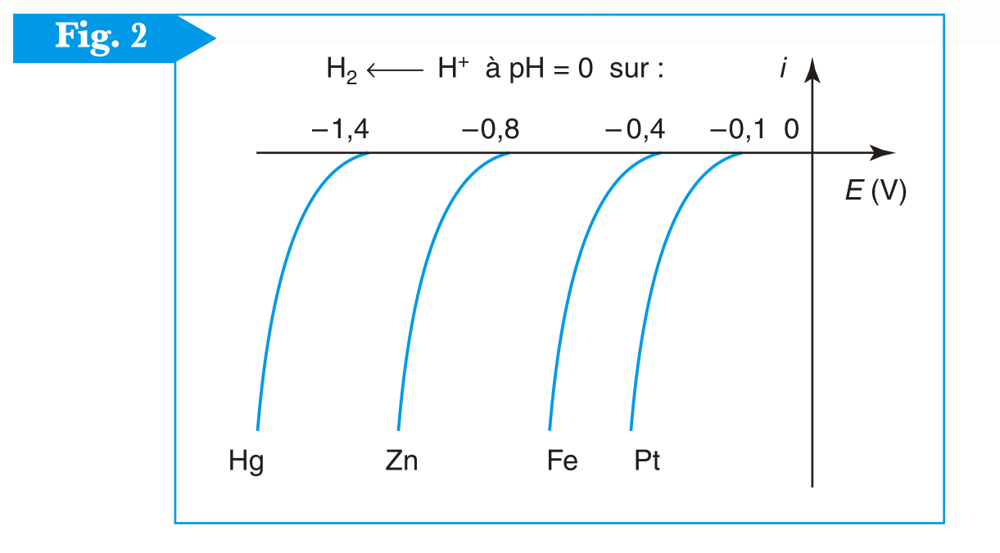 Fig. 2
H₂ ⟵ H⁺ à pH = 0 sur :
i
−1,4 −0,8 −0,4 −0,1 0
E (V)
Hg Zn Fe Pt